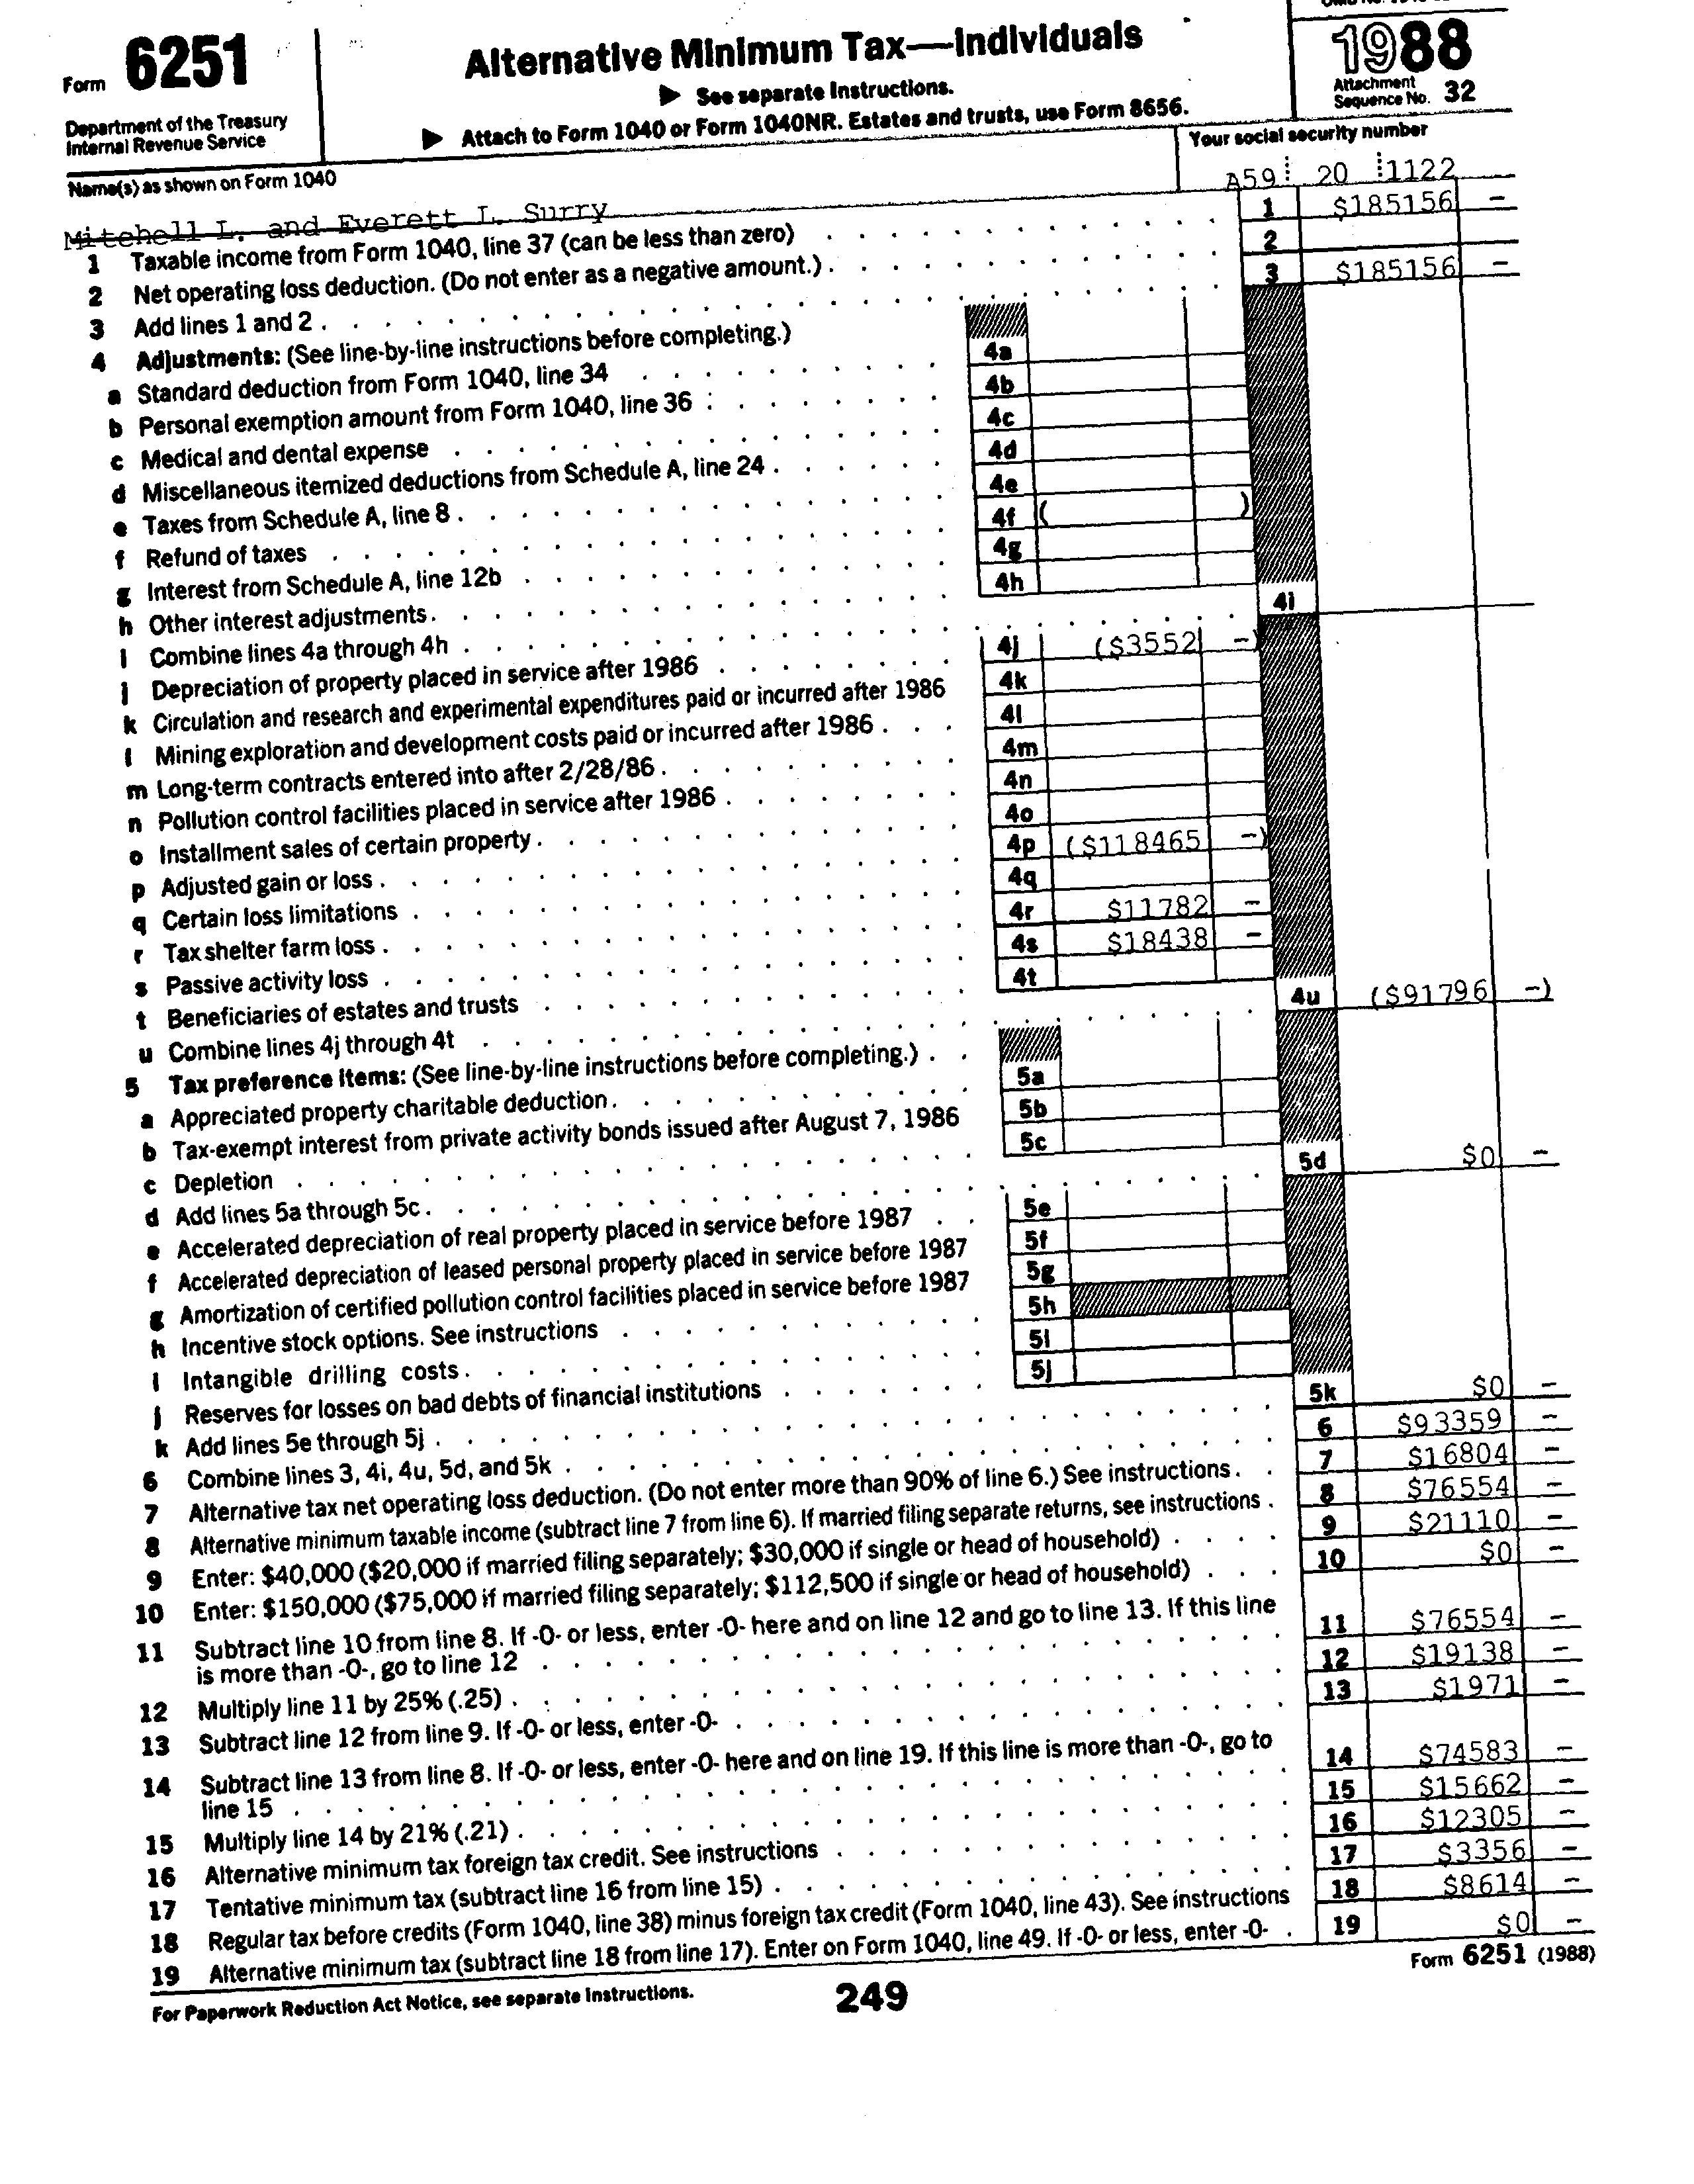 Form 6251
Department of the Treasury
Internal Revenue Service
Alternative Minimum Tax—Individuals
▶ See separate Instructions.
▶ Attach to Form 1040 or Form 1040NR. Estates and trusts, use Form 8656.
1988
Attachment
Sequence No. 32
Name(s) as shown on Form 1040
Your social security number
Mitchell L. and Everett L. Surry
A59 20 1122
1 Taxable income from Form 1040, line 37 (can be less than zero) 1 $185156 –
2 Net operating loss deduction. (Do not enter as a negative amount.) 2
3 Add lines 1 and 2 3 $185156 –
4 Adjustments: (See line-by-line instructions before completing.)
a Standard deduction from Form 1040, line 34 4a
b Personal exemption amount from Form 1040, line 36 4b
c Medical and dental expense 4c
d Miscellaneous itemized deductions from Schedule A, line 24 4d
e Taxes from Schedule A, line 8 4e
f Refund of taxes 4f ( )
g Interest from Schedule A, line 12b 4g
h Other interest adjustments 4h
i Combine lines 4a through 4h 4i
j Depreciation of property placed in service after 1986 4j ($3552 –)
k Circulation and research and experimental expenditures paid or incurred after 1986 4k
l Mining exploration and development costs paid or incurred after 1986 4l
m Long-term contracts entered into after 2/28/86 4m
n Pollution control facilities placed in service after 1986 4n
o Installment sales of certain property 4o
p Adjusted gain or loss 4p ($118465 –)
q Certain loss limitations 4q
r Tax shelter farm loss 4r $11782 –
s Passive activity loss 4s $18438 –
t Beneficiaries of estates and trusts 4t
u Combine lines 4j through 4t 4u ($91796 –)
5 Tax preference items: (See line-by-line instructions before completing.)
a Appreciated property charitable deduction 5a
b Tax-exempt interest from private activity bonds issued after August 7, 1986 5b
c Depletion 5c
d Add lines 5a through 5c 5d $0 –
e Accelerated depreciation of real property placed in service before 1987 5e
f Accelerated depreciation of leased personal property placed in service before 1987 5f
g Amortization of certified pollution control facilities placed in service before 1987 5g
h Incentive stock options. See instructions 5h
i Intangible drilling costs 5i
j Reserves for losses on bad debts of financial institutions 5j
k Add lines 5e through 5j 5k $0 –
6 Combine lines 3, 4i, 4u, 5d, and 5k 6 $93359 –
7 Alternative tax net operating loss deduction. (Do not enter more than 90% of line 6.) See instructions 7 $16804 –
8 Alternative minimum taxable income (subtract line 7 from line 6). If married filing separate returns, see instructions 8 $76554 –
9 Enter: $40,000 ($20,000 if married filing separately; $30,000 if single or head of household) 9 $21110 –
10 Enter: $150,000 ($75,000 if married filing separately; $112,500 if single or head of household) 10 $0 –
11 Subtract line 10 from line 8. If -0- or less, enter -0- here and on line 12 and go to line 13. If this line
is more than -0-, go to line 12 11 $76554 –
12 Multiply line 11 by 25% (.25) 12 $19138 –
13 Subtract line 12 from line 9. If -0- or less, enter -0- 13 $1971 –
14 Subtract line 13 from line 8. If -0- or less, enter -0- here and on line 19. If this line is more than -0-, go to
line 15 14 $74583 –
15 Multiply line 14 by 21% (.21) 15 $15662 –
16 Alternative minimum tax foreign tax credit. See instructions 16 $12305 –
17 Tentative minimum tax (subtract line 16 from line 15) 17 $3356 –
18 Regular tax before credits (Form 1040, line 38) minus foreign tax credit (Form 1040, line 43). See instructions 18 $8614 –
19 Alternative minimum tax (subtract line 18 from line 17). Enter on Form 1040, line 49. If -0- or less, enter -0- 19 $0 –
For Paperwork Reduction Act Notice, see separate Instructions.
249
Form 6251 (1988)